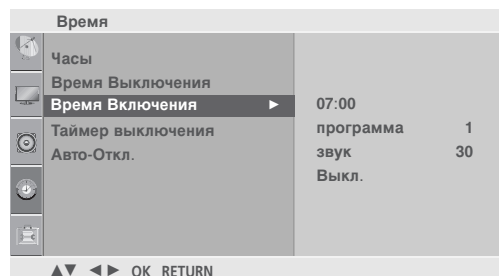 Время
Часы
Время Выключения
Время Включения ►
Таймер выключения
Авто-Откл.
07:00
программа 1
звук 30
Выкл.
▲▼ ◄► OK RETURN